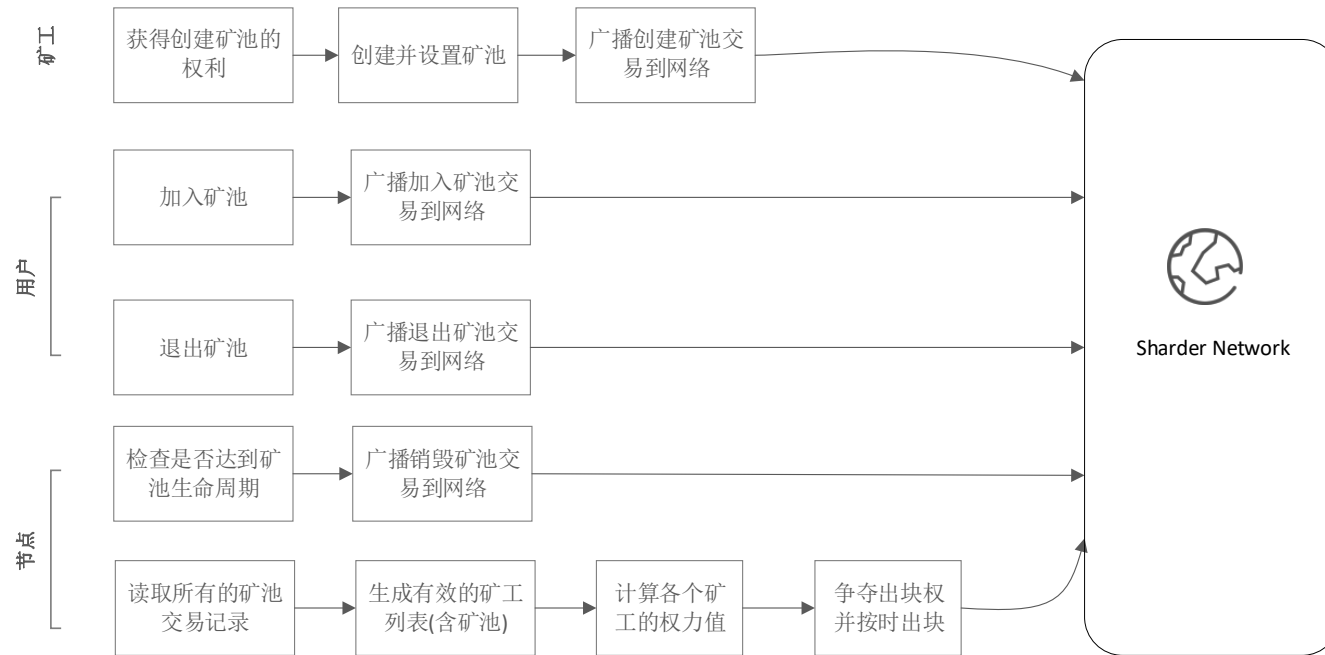 矿工
获得创建矿池的
权利
创建并设置矿池
广播创建矿池交
易到网络
用户
加入矿池
广播加入矿池交
易到网络
退出矿池
广播退出矿池交
易到网络
Sharder Network
节点
检查是否达到矿
池生命周期
广播销毁矿池交
易到网络
读取所有的矿池
交易记录
生成有效的矿工
列表(含矿池)
计算各个矿
工的权力值
争夺出块权
并按时出块